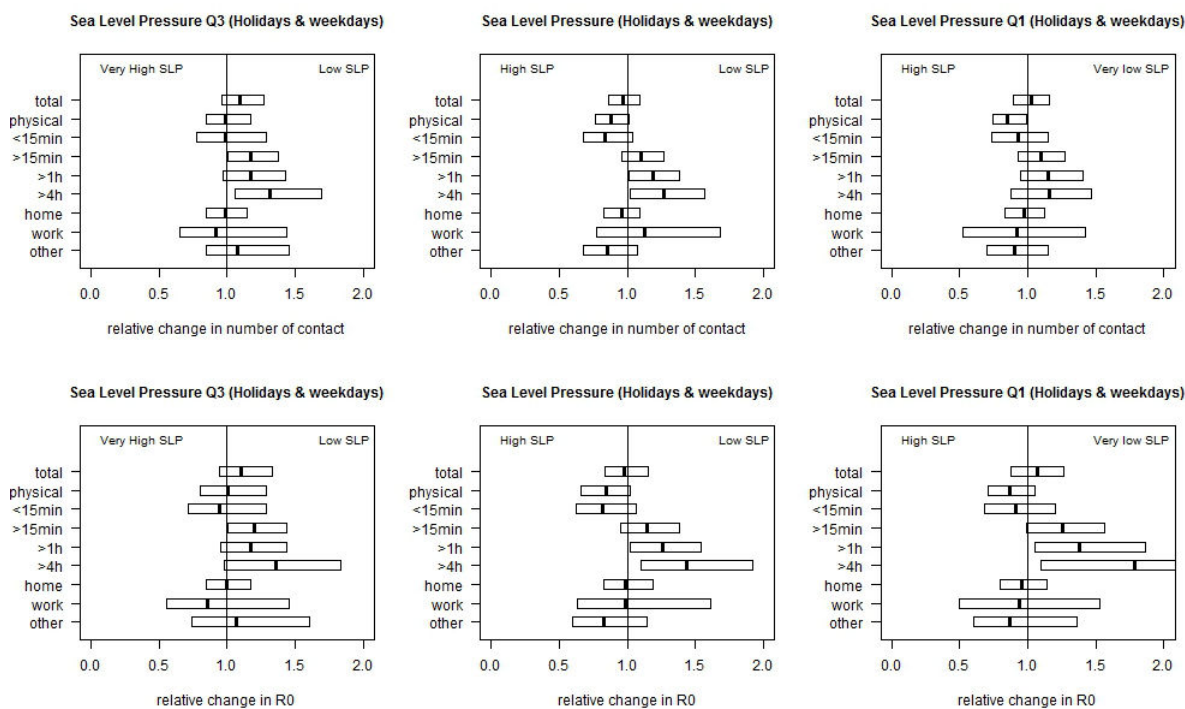 Sea Level Pressure Q3 (Holidays & weekdays)
Very High SLP
Low SLP
total
physical
<15min
>15min
>1h
>4h
home
work
other
0.0 0.5 1.0 1.5 2.0
relative change in number of contact
Sea Level Pressure (Holidays & weekdays)
High SLP
Low SLP
total
physical
<15min
>15min
>1h
>4h
home
work
other
0.0 0.5 1.0 1.5 2.0
relative change in number of contact
Sea Level Pressure Q1 (Holidays & weekdays)
High SLP
Very low SLP
total
physical
<15min
>15min
>1h
>4h
home
work
other
0.0 0.5 1.0 1.5 2.0
relative change in number of contact
Sea Level Pressure Q3 (Holidays & weekdays)
Very High SLP
Low SLP
total
physical
<15min
>15min
>1h
>4h
home
work
other
0.0 0.5 1.0 1.5 2.0
relative change in R0
Sea Level Pressure (Holidays & weekdays)
High SLP
Low SLP
total
physical
<15min
>15min
>1h
>4h
home
work
other
0.0 0.5 1.0 1.5 2.0
relative change in R0
Sea Level Pressure Q1 (Holidays & weekdays)
High SLP
Very low SLP
total
physical
<15min
>15min
>1h
>4h
home
work
other
0.0 0.5 1.0 1.5 2.0
relative change in R0